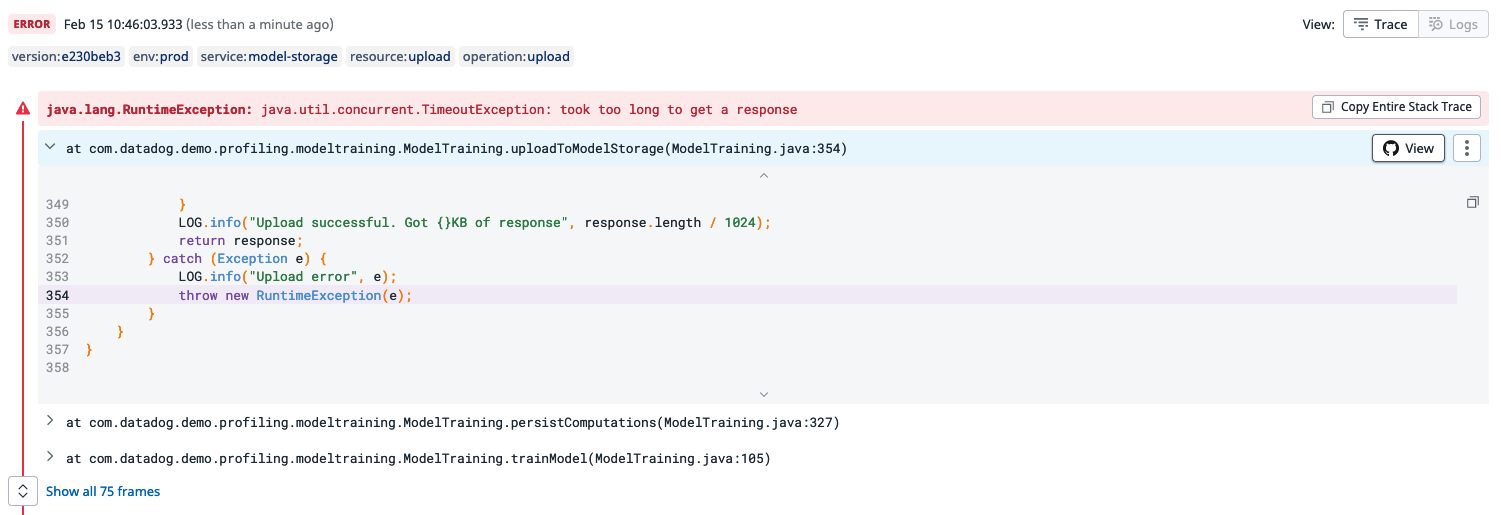 ERROR Feb 15 10:46:03.933 (less than a minute ago) View: Trace Logs
version:e230beb3 env:prod service:model-storage resource:upload operation:upload
java.lang.RuntimeException: java.util.concurrent.TimeoutException: took too long to get a response Copy Entire Stack Trace
at com.datadog.demo.profiling.modeltraining.ModelTraining.uploadToModelStorage(ModelTraining.java:354) View
349 }
350 LOG.info("Upload successful. Got {}KB of response", response.length / 1024);
351 return response;
352 } catch (Exception e) {
353 LOG.info("Upload error", e);
354 throw new RuntimeException(e);
355 }
356 }
357 }
358
at com.datadog.demo.profiling.modeltraining.ModelTraining.persistComputations(ModelTraining.java:327)
at com.datadog.demo.profiling.modeltraining.ModelTraining.trainModel(ModelTraining.java:105)
Show all 75 frames